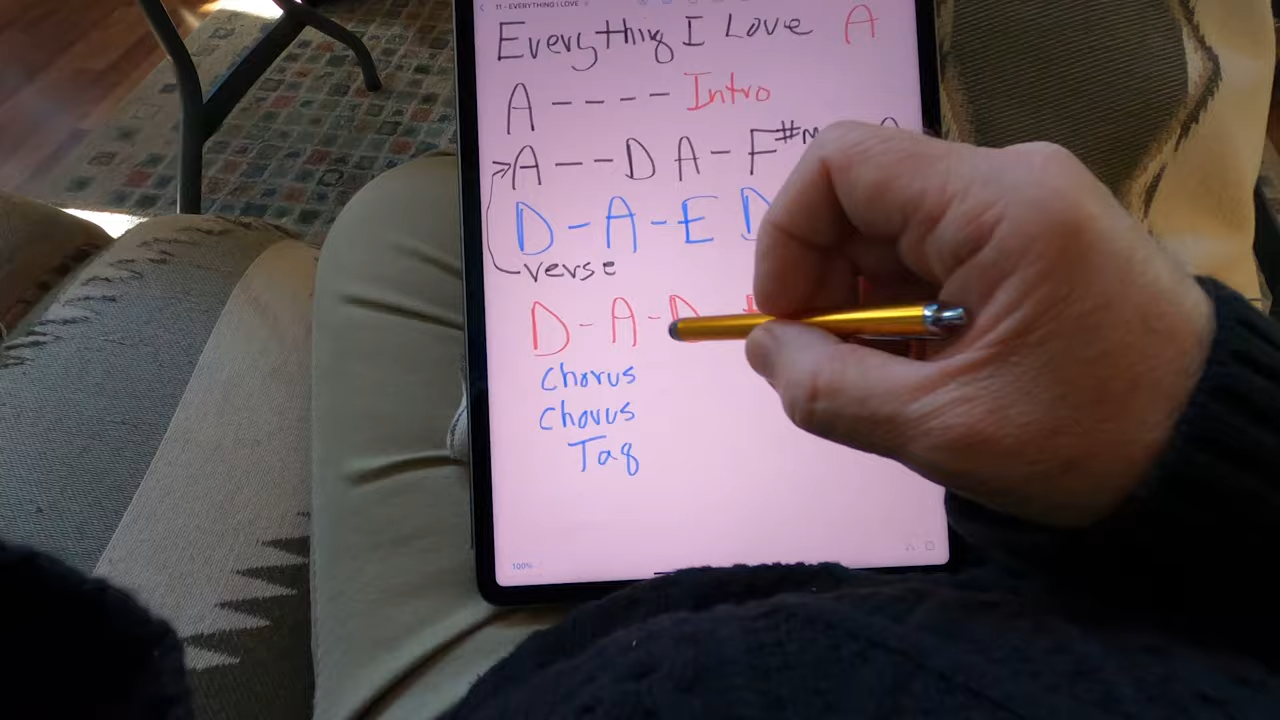 11 - EVERYTHING I LOVE
Everything I Love A
A - - - - Intro
A - - D A - F#m
D - A - E D
verse
D - A - D
Chorus
Chorus
Tag
100%